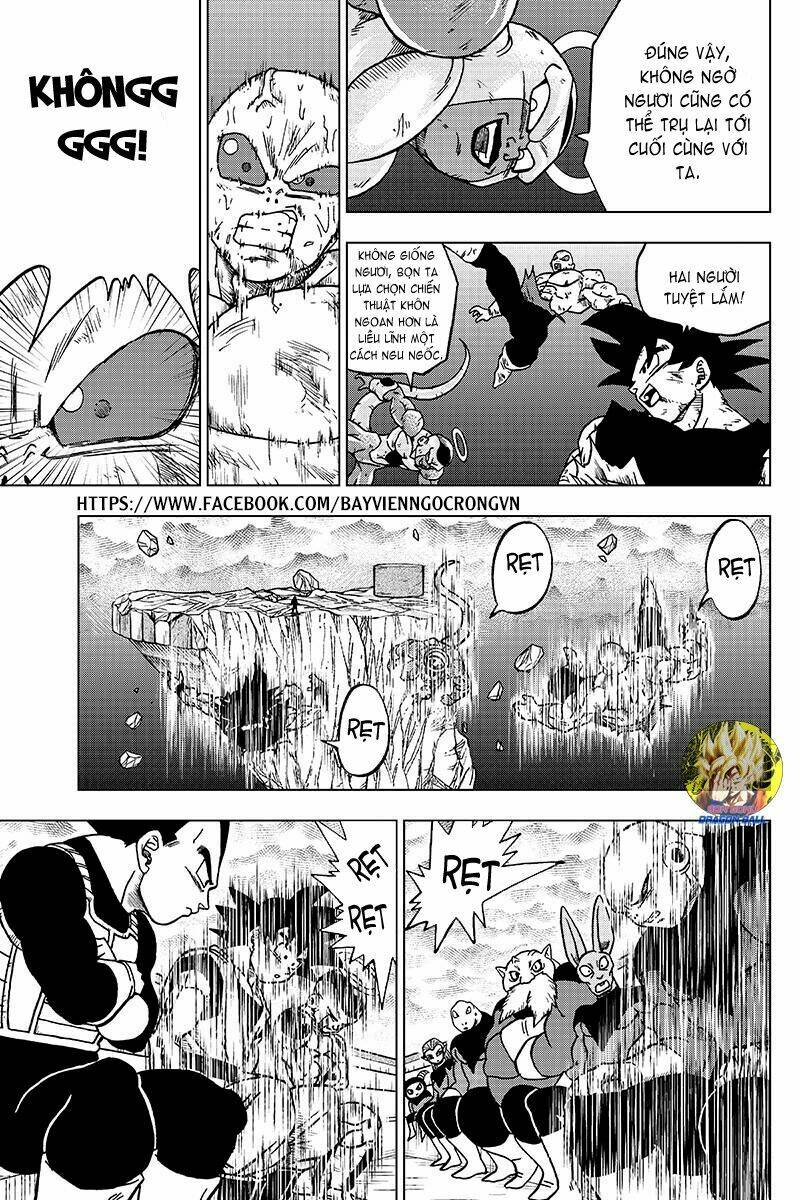 ĐÚNG VẬY,
KHÔNG NGỜ
NGƯƠI CŨNG CÓ
THỂ TRỤ LẠI TỚI
CUỐI CÙNG VỚI
TA.
KHÔNGG
GGG!
HAI NGƯỜI
TUYỆT LẮM!
KHÔNG GIỐNG
NGƯƠI, BỌN TA
LỰA CHỌN CHIẾN
THUẬT KHÔN
NGOAN HƠN LÀ
LIỀU LĨNH MỘT
CÁCH NGU NGỐC.
HTTPS://WWW.FACEBOOK.COM/BAYVIENNGOCRONGVN
RẸT
RẸT
RẸT
DRAGON BALL
RẸT
RẸT
RẸT